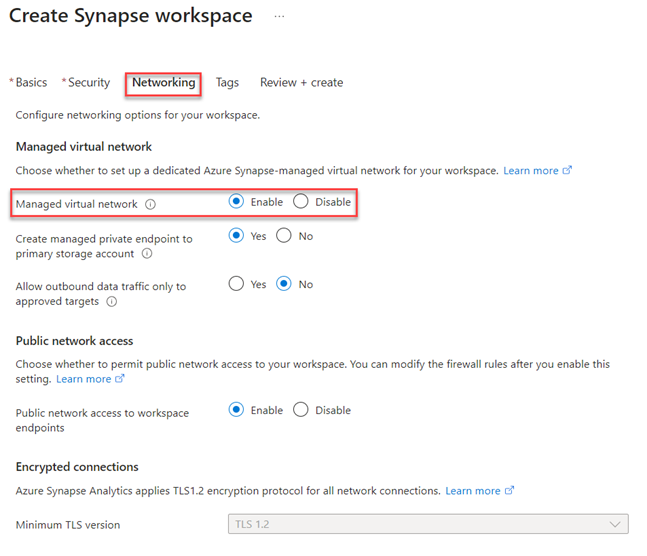 Create Synapse workspace ...
* Basics * Security Networking Tags Review + create
Configure networking options for your workspace.
Managed virtual network
Choose whether to set up a dedicated Azure Synapse-managed virtual network for your workspace. Learn more
Managed virtual network Enable Disable
Create managed private endpoint to
primary storage account Yes No
Allow outbound data traffic only to
approved targets Yes No
Public network access
Choose whether to permit public network access to your workspace. You can modify the firewall rules after you enable this
setting. Learn more
Public network access to workspace
endpoints Enable Disable
Encrypted connections
Azure Synapse Analytics applies TLS1.2 encryption protocol for all network connections. Learn more
Minimum TLS version TLS 1.2